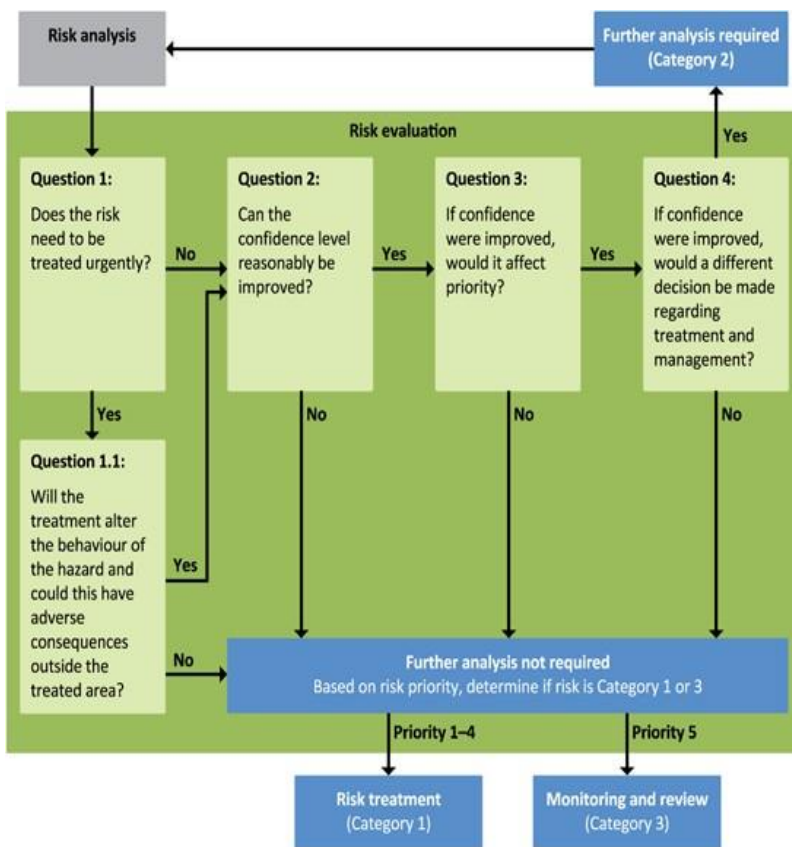 Risk analysis
Further analysis required
(Category 2)
Risk evaluation
Yes
Question 1:
Does the risk
need to be
treated urgently?
No
Question 2:
Can the
confidence level
reasonably be
improved?
Yes
Question 3:
If confidence
were improved,
would it affect
priority?
Yes
Question 4:
If confidence
were improved,
would a different
decision be made
regarding
treatment and
management?
Yes
No
No
No
Question 1.1:
Will the
treatment alter
the behaviour of
the hazard and
could this have
adverse
consequences
outside the
treated area?
Yes
No
Further analysis not required
Based on risk priority, determine if risk is Category 1 or 3
Priority 1–4
Priority 5
Risk treatment
(Category 1)
Monitoring and review
(Category 3)